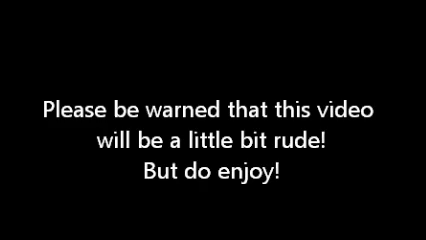 Please be warned that this video
will be a little bit rude!
But do enjoy!